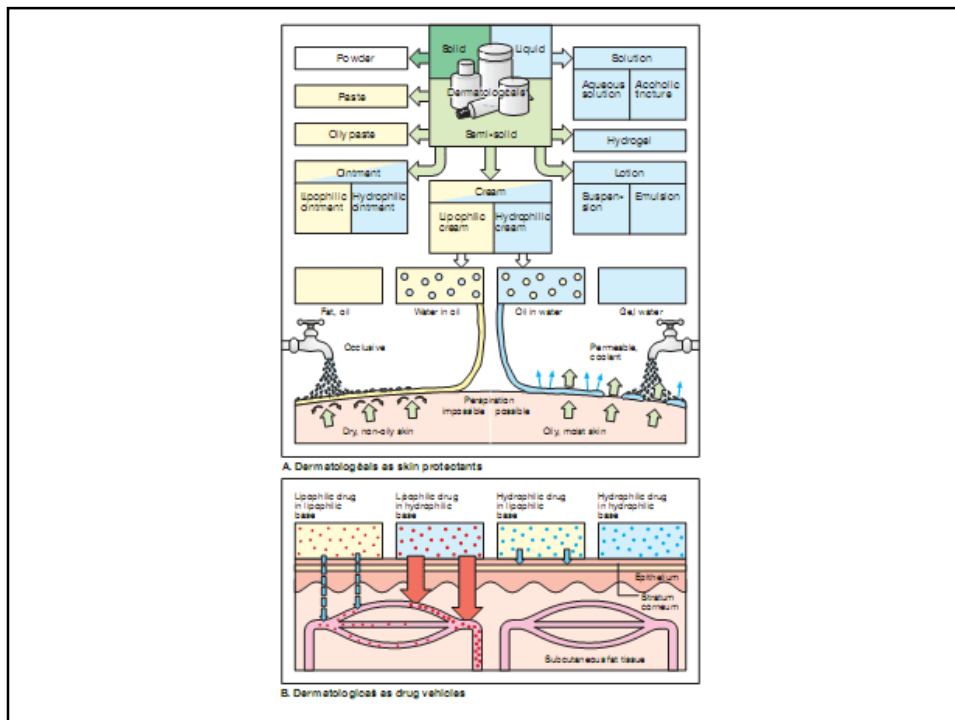 Solid
Liquid
Powder
Solution
Paste
Dermatologicals
Aqueous
solution
Alcoholic
tincture
Oily paste
Semi-solid
Hydrogel
Ointment
Lotion
Cream
Lipophilic
ointment
Hydrophilic
ointment
Suspen-
sion
Emulsion
Lipophilic
cream
Hydrophilic
cream
Fat, oil
Water in oil
Oil in water
Gel, water
Occlusive
Permeable,
coolant
Perspiration
impossible possible
Dry, non-oily skin
Oily, moist skin
A. Dermatologicals as skin protectants
Lipophilic drug
in lipophilic
base
Lipophilic drug
in hydrophilic
base
Hydrophilic drug
in lipophilic
base
Hydrophilic drug
in hydrophilic
base
Epithelium
Stratum
corneum
Subcutaneous fat tissue
B. Dermatologicals as drug vehicles